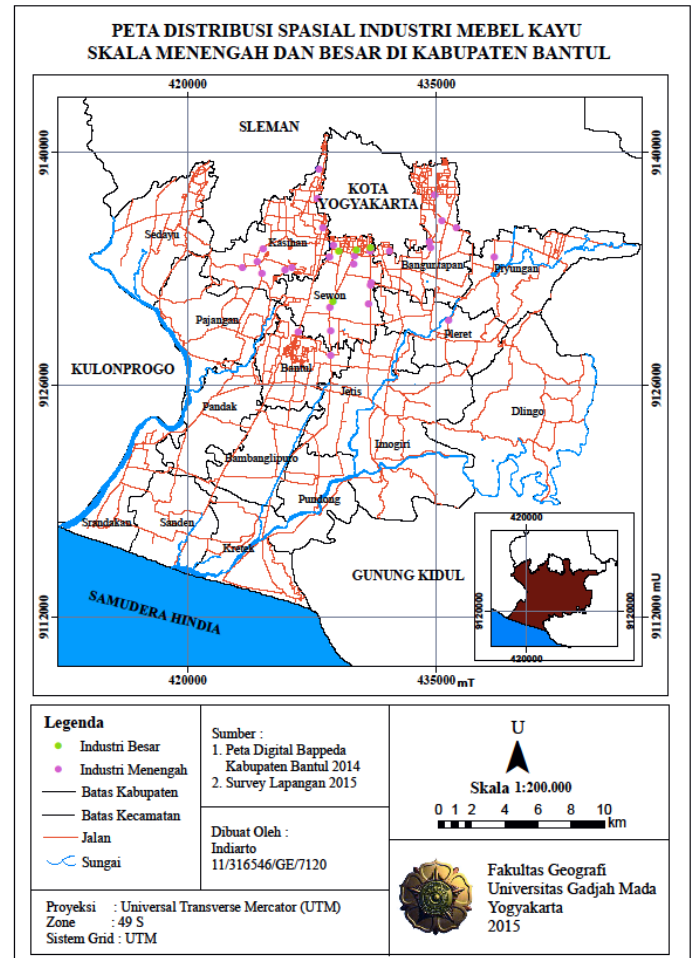 PETA DISTRIBUSI SPASIAL INDUSTRI MEBEL KAYU
SKALA MENENGAH DAN BESAR DI KABUPATEN BANTUL
420000 435000
SLEMAN
9140000 9140000
KOTA
YOGYAKARTA
Sedayu
Kasihan
Banguntapan
Piyungan
Sewon
Pajangan
Pleret
KULONPROGO
Bantul
9126000 9126000
Jetis
Pandak
Dlingo
Imogiri
Bambanglipuro
Pundong
Srandakan
Sanden
Kretek
GUNUNG KIDUL
SAMUDERA HINDIA
9112000 9112000 mU
420000
9120000 9120000
420000
420000 435000 mT
Legenda
Industri Besar
Industri Menengah
Batas Kabupaten
Batas Kecamatan
Jalan
Sungai
Sumber :
1. Peta Digital Bappeda
Kabupaten Bantul 2014
2. Survey Lapangan 2015
Dibuat Oleh :
Indiarto
11/316546/GE/7120
U
Skala 1:200.000
0 1 2 4 6 8 10
km
Proyeksi : Universal Transverse Mercator (UTM)
Zone : 49 S
Sistem Grid : UTM
Fakultas Geografi
Universitas Gadjah Mada
Yogyakarta
2015